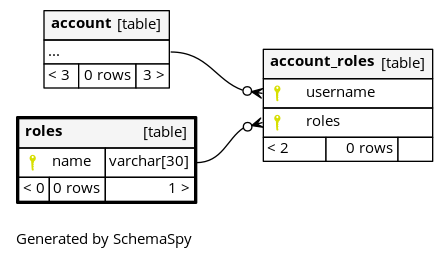 account [table]
...
< 3 0 rows 3 >
account_roles [table]
username
roles
< 2 0 rows
roles [table]
name varchar[30]
< 0 0 rows 1 >
Generated by SchemaSpy